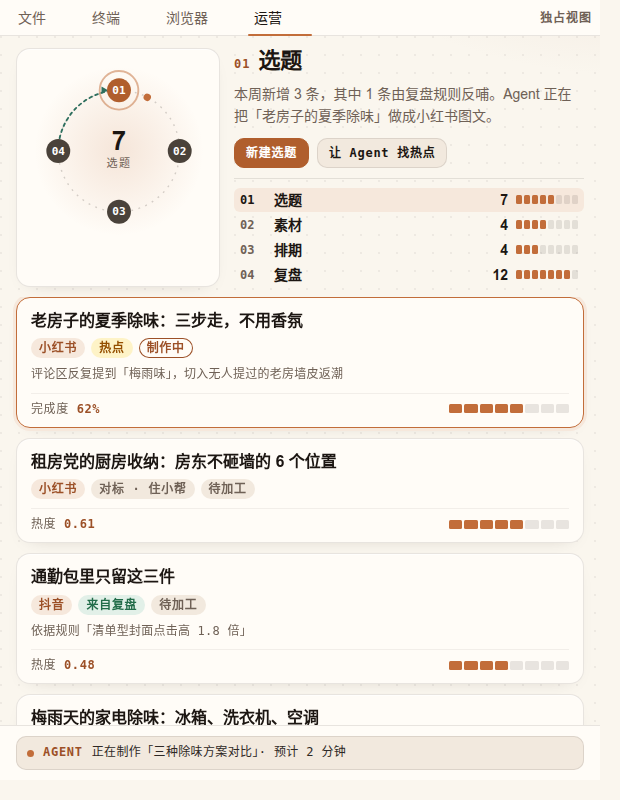 文件 终端 浏览器 运营 独占视图
01
04 7 02
选题
03
01 选题
本周新增 3 条，其中 1 条由复盘规则反哺。Agent 正在
把「老房子的夏季除味」做成小红书图文。
新建选题 让 Agent 找热点
01 选题 7
02 素材 4
03 排期 4
04 复盘 12
老房子的夏季除味：三步走，不用香氛
小红书 热点 制作中
评论区反复提到「梅雨味」，切入无人提过的老房墙皮返潮
完成度 62%
租房党的厨房收纳：房东不砸墙的 6 个位置
小红书 对标 · 住小帮 待加工
热度 0.61
通勤包里只留这三件
抖音 来自复盘 待加工
依据规则「清单型封面点击高 1.8 倍」
热度 0.48
梅雨天的家电除味：冰箱、洗衣机、空调
AGENT 正在制作「三种除味方案对比」· 预计 2 分钟